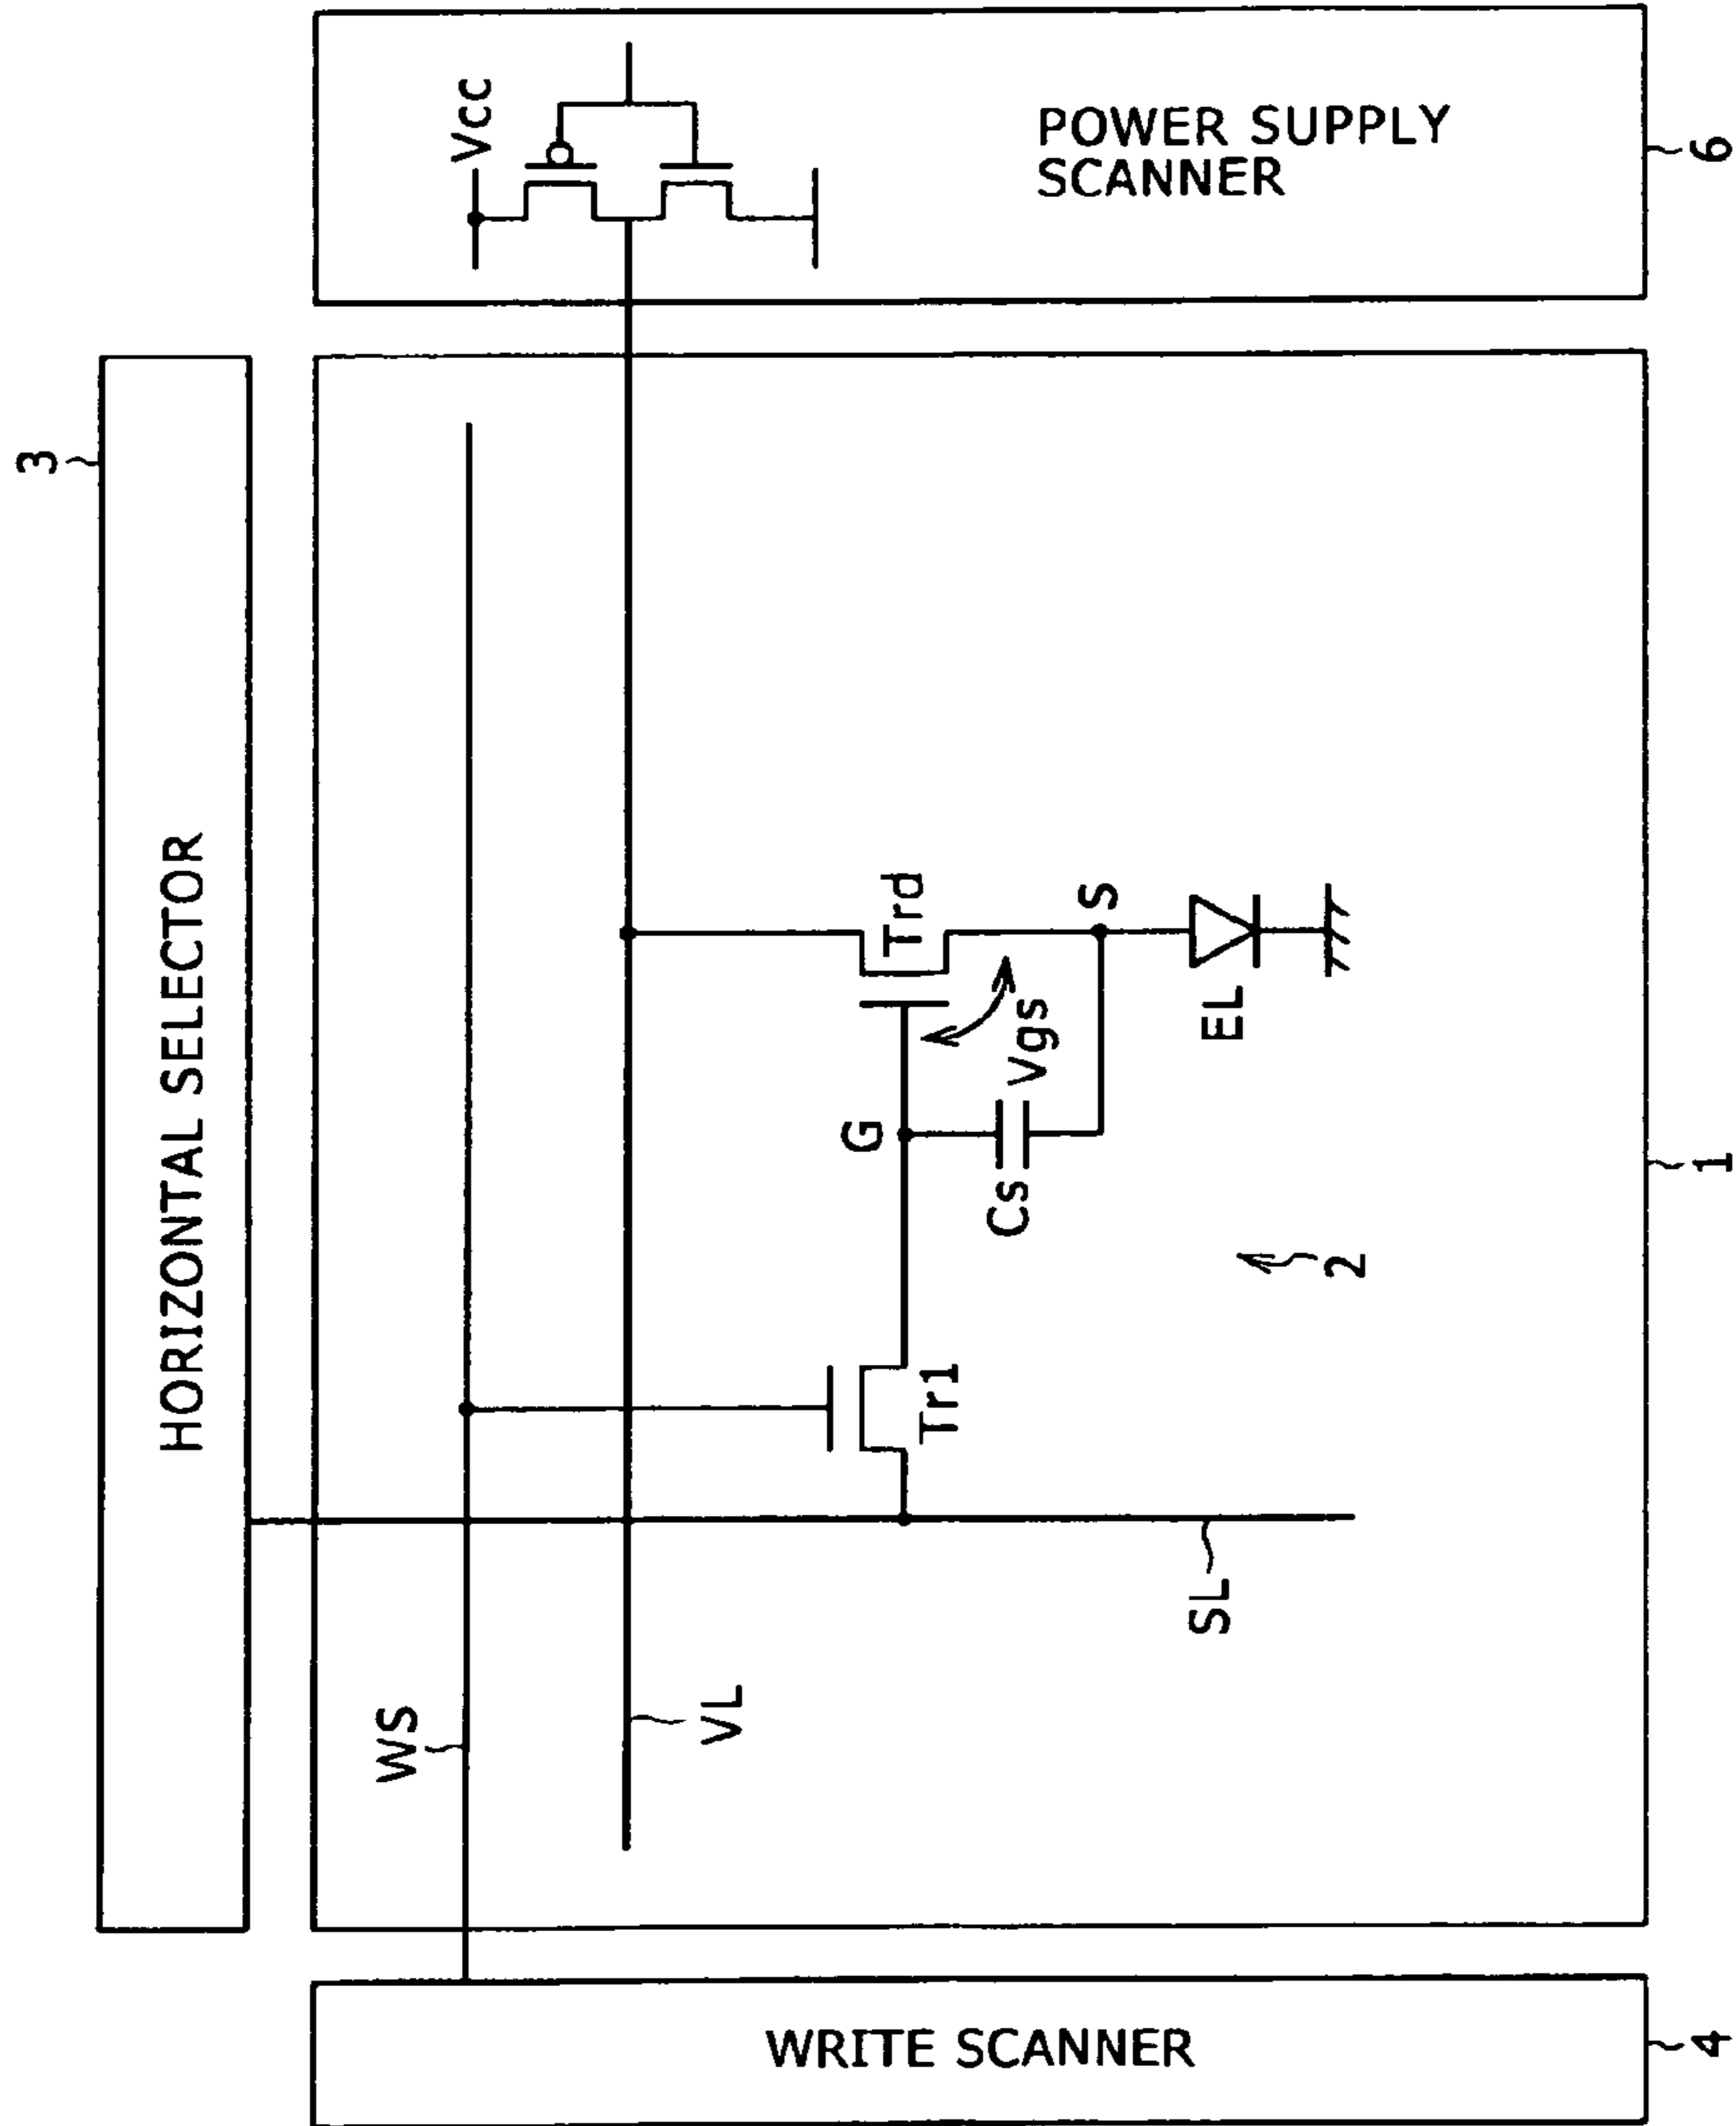 3
HORIZONTAL SELECTOR
WS
VL
Vcc
POWER SUPPLY
SCANNER
6
WRITE SCANNER
4
Tr1
G
Trd
Vgs
Cs
S
EL
SL
2
1